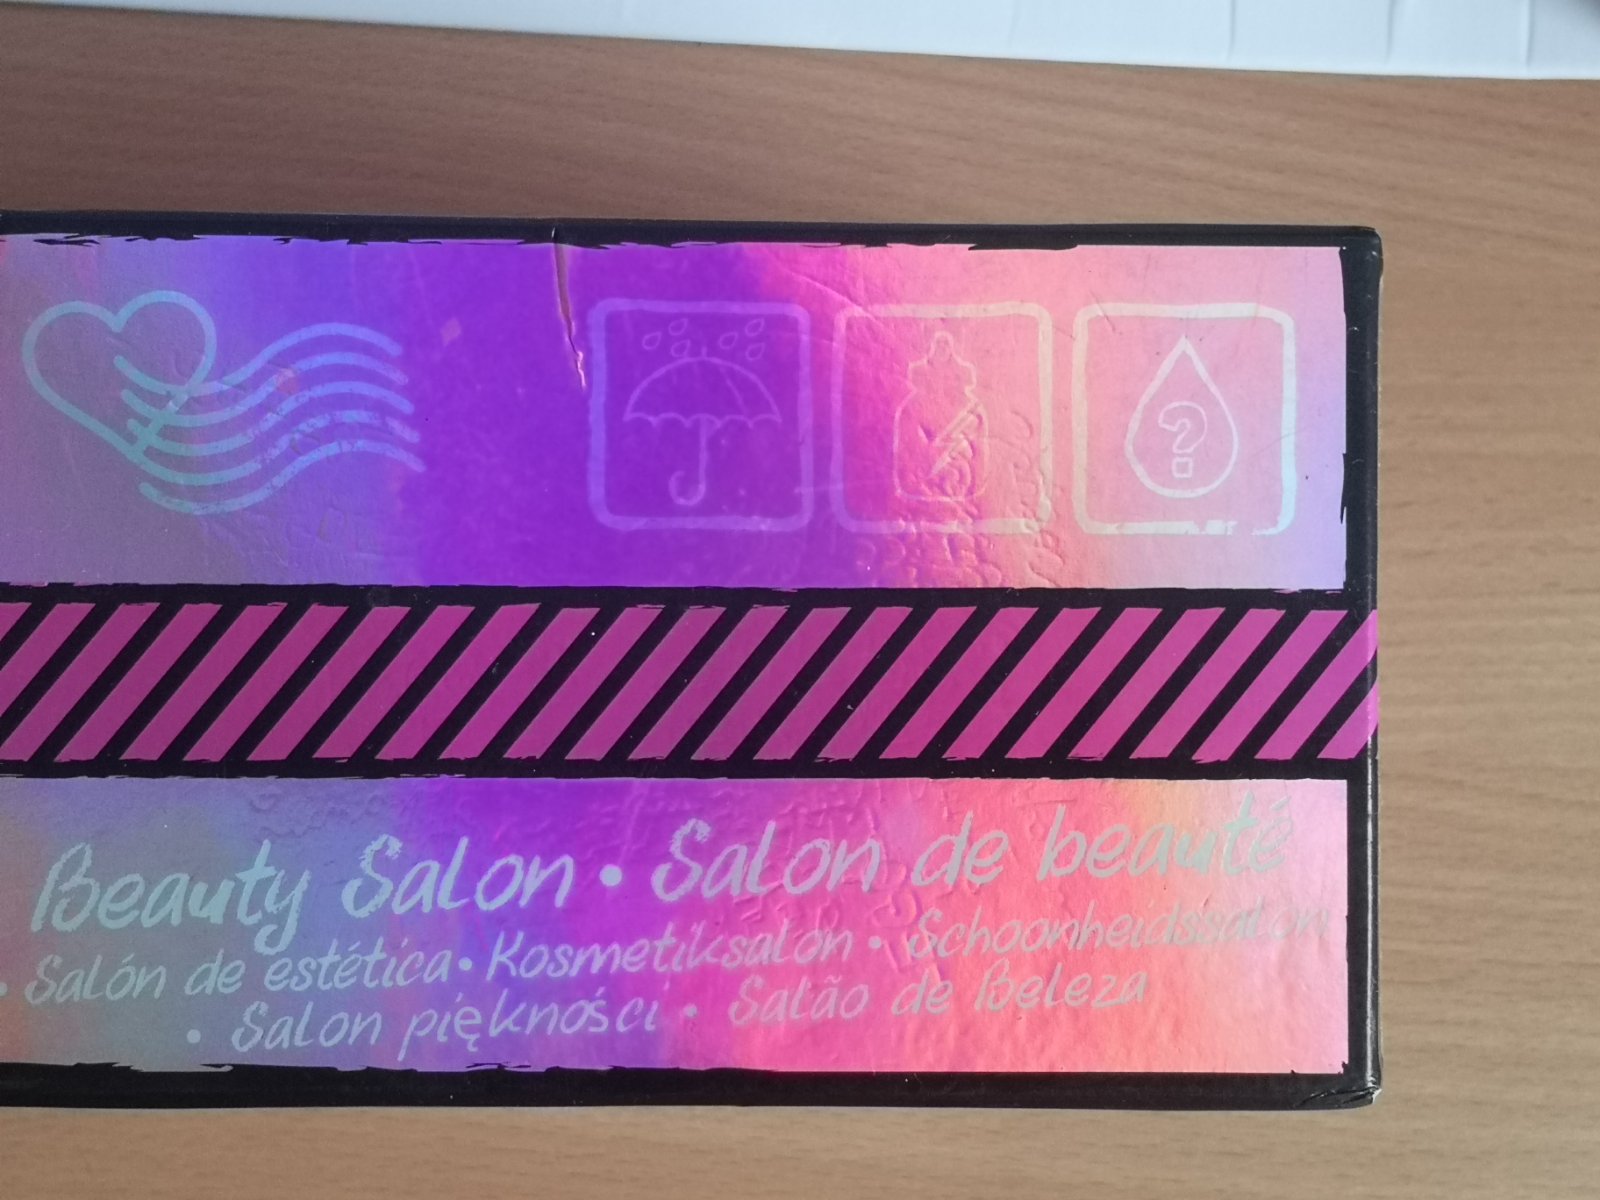 ?
Beauty Salon • Salon de beauté
• Salón de estética • Kosmetiksalon • Schoonheidssalon
• Salon piękności • Salão de Beleza